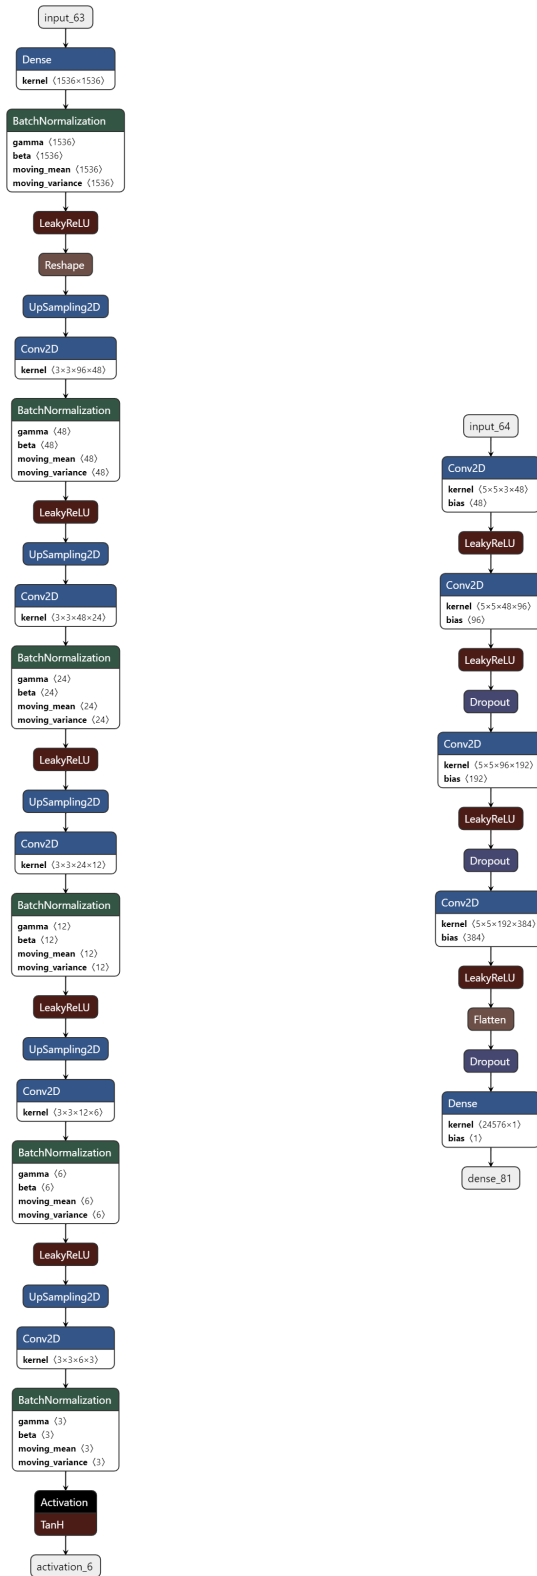 input_63
Dense
kernel ⟨1536×1536⟩
BatchNormalization
gamma ⟨1536⟩
beta ⟨1536⟩
moving_mean ⟨1536⟩
moving_variance ⟨1536⟩
LeakyReLU
Reshape
UpSampling2D
Conv2D
kernel ⟨3×3×96×48⟩
BatchNormalization
gamma ⟨48⟩
beta ⟨48⟩
moving_mean ⟨48⟩
moving_variance ⟨48⟩
LeakyReLU
UpSampling2D
Conv2D
kernel ⟨3×3×48×24⟩
BatchNormalization
gamma ⟨24⟩
beta ⟨24⟩
moving_mean ⟨24⟩
moving_variance ⟨24⟩
LeakyReLU
UpSampling2D
Conv2D
kernel ⟨3×3×24×12⟩
BatchNormalization
gamma ⟨12⟩
beta ⟨12⟩
moving_mean ⟨12⟩
moving_variance ⟨12⟩
LeakyReLU
UpSampling2D
Conv2D
kernel ⟨3×3×12×6⟩
BatchNormalization
gamma ⟨6⟩
beta ⟨6⟩
moving_mean ⟨6⟩
moving_variance ⟨6⟩
LeakyReLU
UpSampling2D
Conv2D
kernel ⟨3×3×6×3⟩
BatchNormalization
gamma ⟨3⟩
beta ⟨3⟩
moving_mean ⟨3⟩
moving_variance ⟨3⟩
Activation
TanH
activation_6
input_64
Conv2D
kernel ⟨5×5×3×48⟩
bias ⟨48⟩
LeakyReLU
Conv2D
kernel ⟨5×5×48×96⟩
bias ⟨96⟩
LeakyReLU
Dropout
Conv2D
kernel ⟨5×5×96×192⟩
bias ⟨192⟩
LeakyReLU
Dropout
Conv2D
kernel ⟨5×5×192×384⟩
bias ⟨384⟩
LeakyReLU
Flatten
Dropout
Dense
kernel ⟨24576×1⟩
bias ⟨1⟩
dense_81